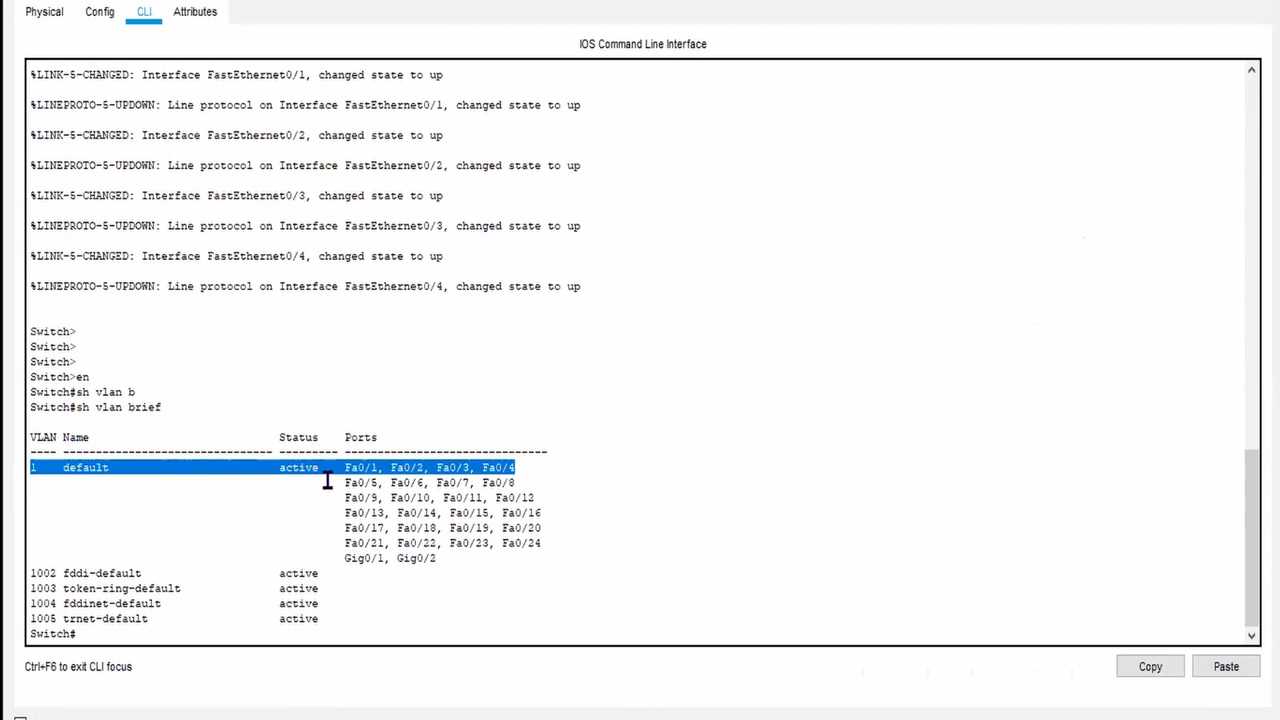 Physical Config CLI Attributes
IOS Command Line Interface
%LINK-5-CHANGED: Interface FastEthernet0/1, changed state to up
%LINEPROTO-5-UPDOWN: Line protocol on Interface FastEthernet0/1, changed state to up
%LINK-5-CHANGED: Interface FastEthernet0/2, changed state to up
%LINEPROTO-5-UPDOWN: Line protocol on Interface FastEthernet0/2, changed state to up
%LINK-5-CHANGED: Interface FastEthernet0/3, changed state to up
%LINEPROTO-5-UPDOWN: Line protocol on Interface FastEthernet0/3, changed state to up
%LINK-5-CHANGED: Interface FastEthernet0/4, changed state to up
%LINEPROTO-5-UPDOWN: Line protocol on Interface FastEthernet0/4, changed state to up
Switch>
Switch>
Switch>
Switch>en
Switch#sh vlan b
Switch#sh vlan brief
VLAN Name Status Ports
---- -------------------------------- --------- -------------------------------
1 default active Fa0/1, Fa0/2, Fa0/3, Fa0/4
Fa0/5, Fa0/6, Fa0/7, Fa0/8
Fa0/9, Fa0/10, Fa0/11, Fa0/12
Fa0/13, Fa0/14, Fa0/15, Fa0/16
Fa0/17, Fa0/18, Fa0/19, Fa0/20
Fa0/21, Fa0/22, Fa0/23, Fa0/24
Gig0/1, Gig0/2
1002 fddi-default active
1003 token-ring-default active
1004 fddinet-default active
1005 trnet-default active
Switch#
Ctrl+F6 to exit CLI focus
Copy Paste